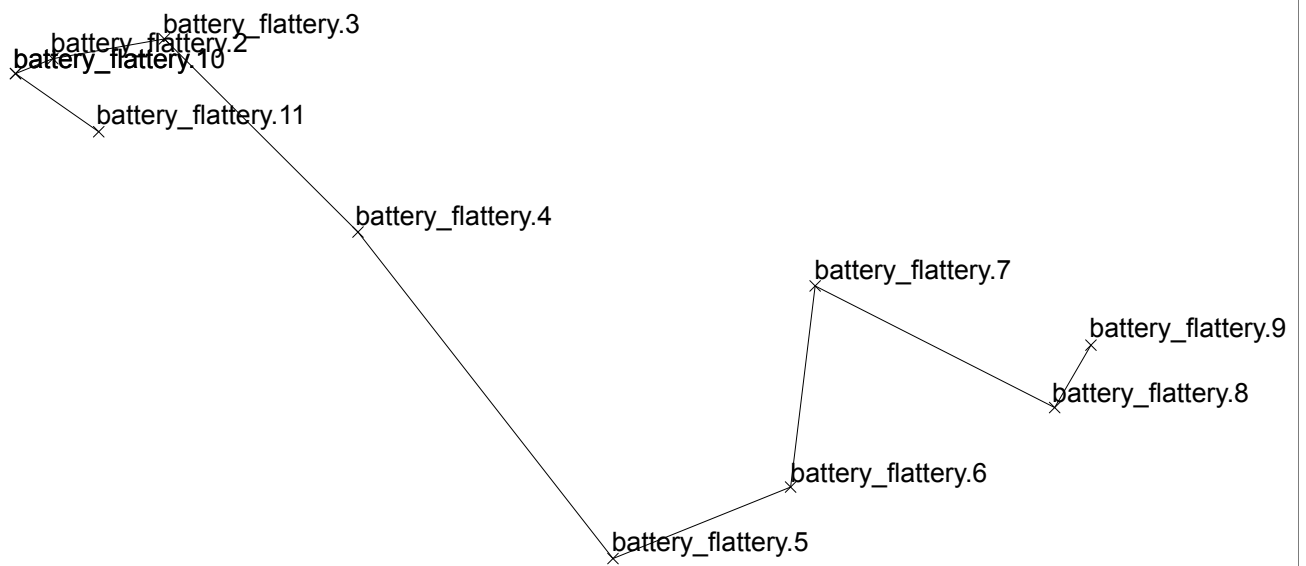 battery_flattery.3
battery_flattery.2
battery_flattery.10
battery_flattery.11
battery_flattery.4
battery_flattery.7
battery_flattery.9
battery_flattery.8
battery_flattery.6
battery_flattery.5